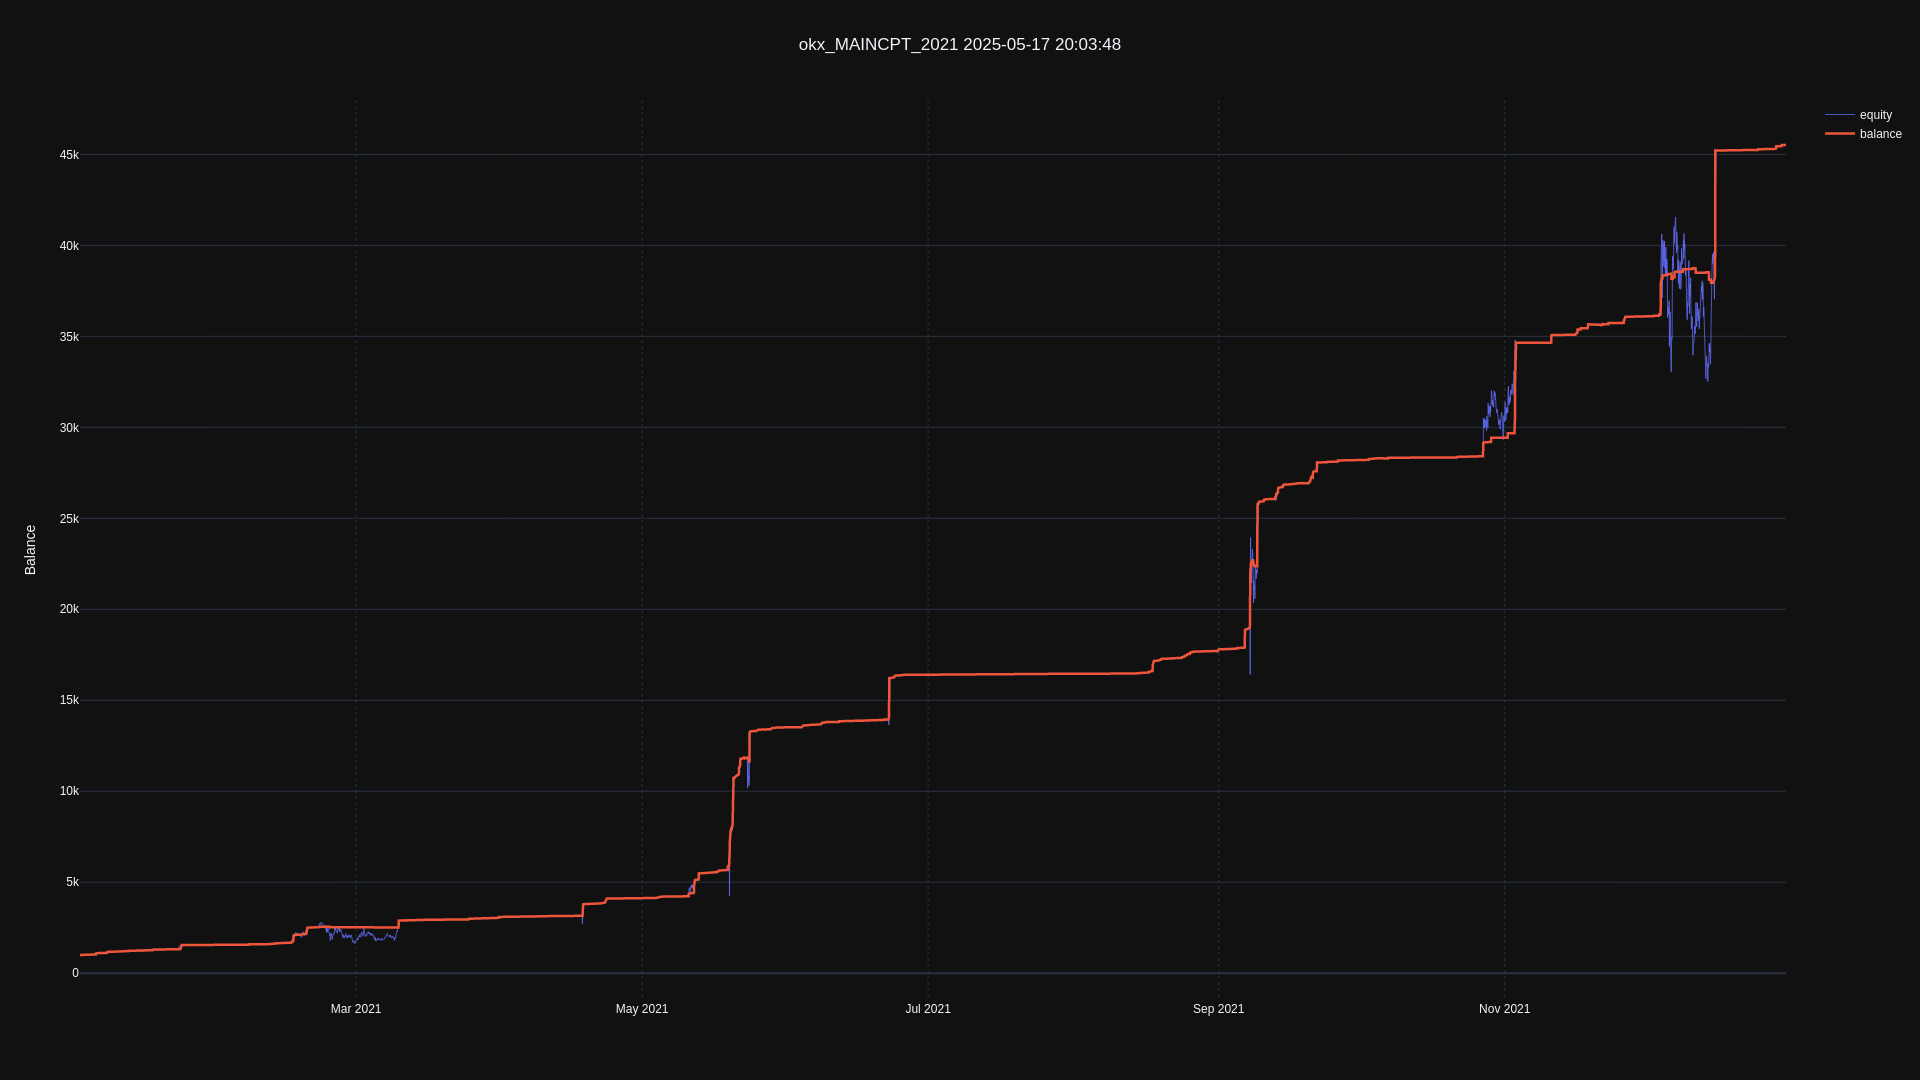 okx_MAINCPT_2021 2025-05-17 20:03:48
equity
balance
45k
40k
35k
30k
25k
20k
15k
10k
5k
0
Balance
Mar 2021
May 2021
Jul 2021
Sep 2021
Nov 2021